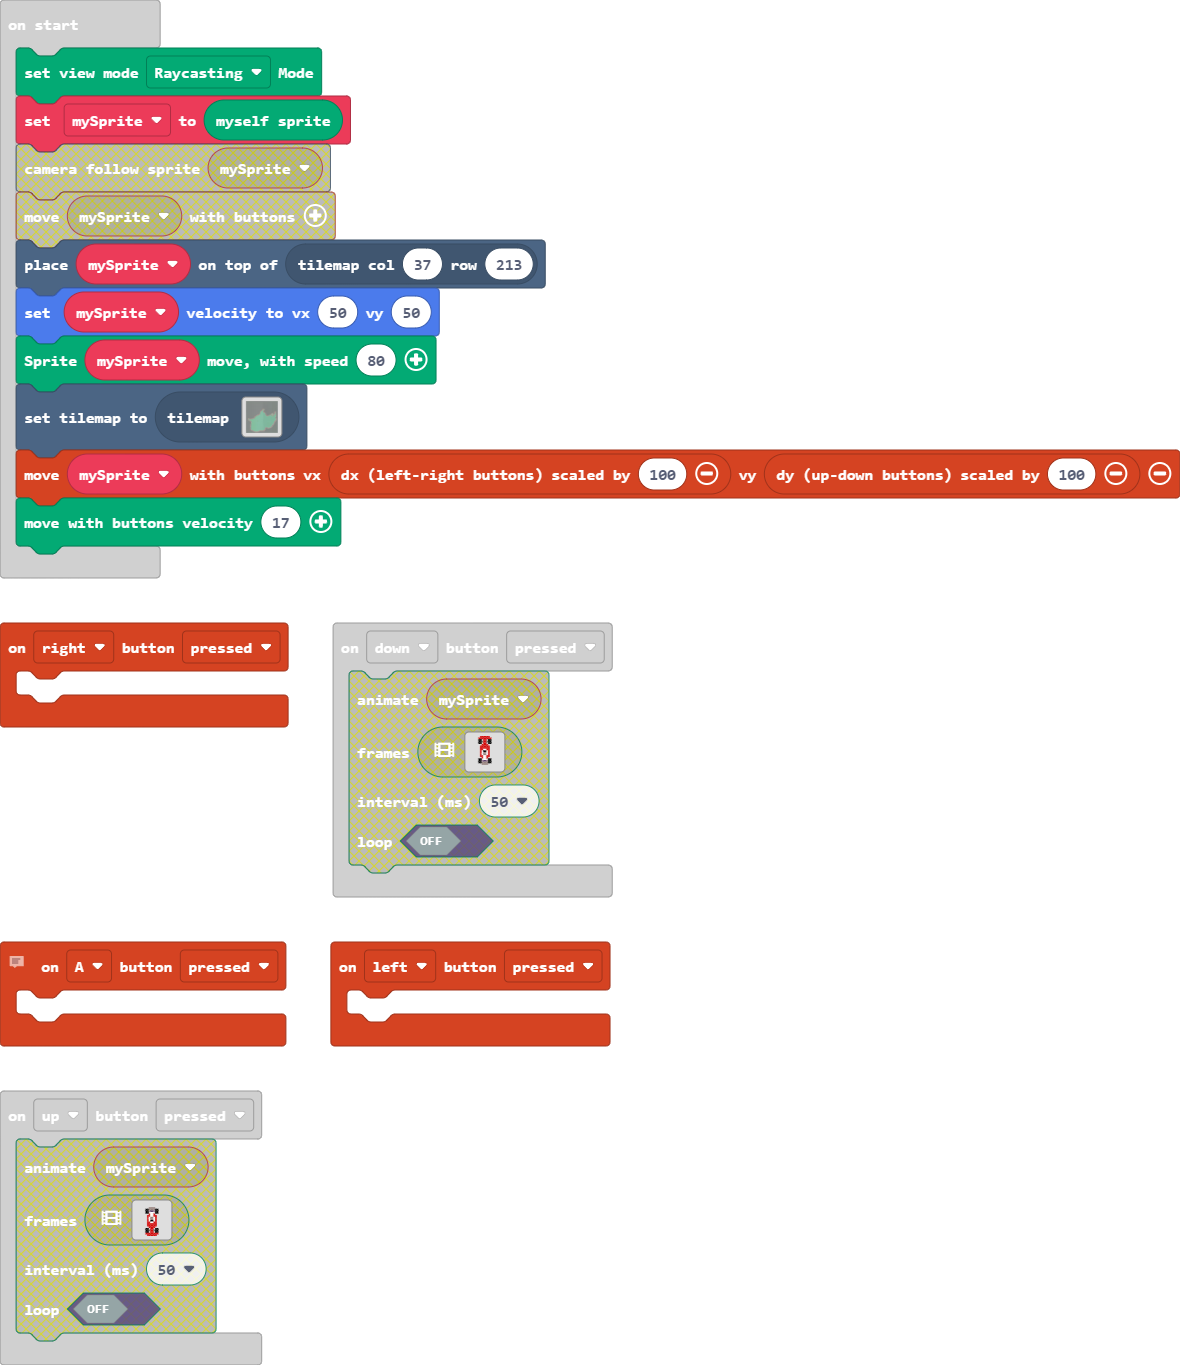 on start
set view mode Raycasting Mode
set mySprite to myself sprite
camera follow sprite mySprite
move mySprite with buttons
place mySprite on top of tilemap col 37 row 213
set mySprite velocity to vx 50 vy 50
Sprite mySprite move, with speed 80
set tilemap to tilemap
move mySprite with buttons vx dx (left-right buttons) scaled by 100 vy dy (up-down buttons) scaled by 100
move with buttons velocity 17
on right button pressed
on down button pressed
animate mySprite
frames
interval (ms) 50
loop OFF
on A button pressed
on left button pressed
on up button pressed
animate mySprite
frames
interval (ms) 50
loop OFF